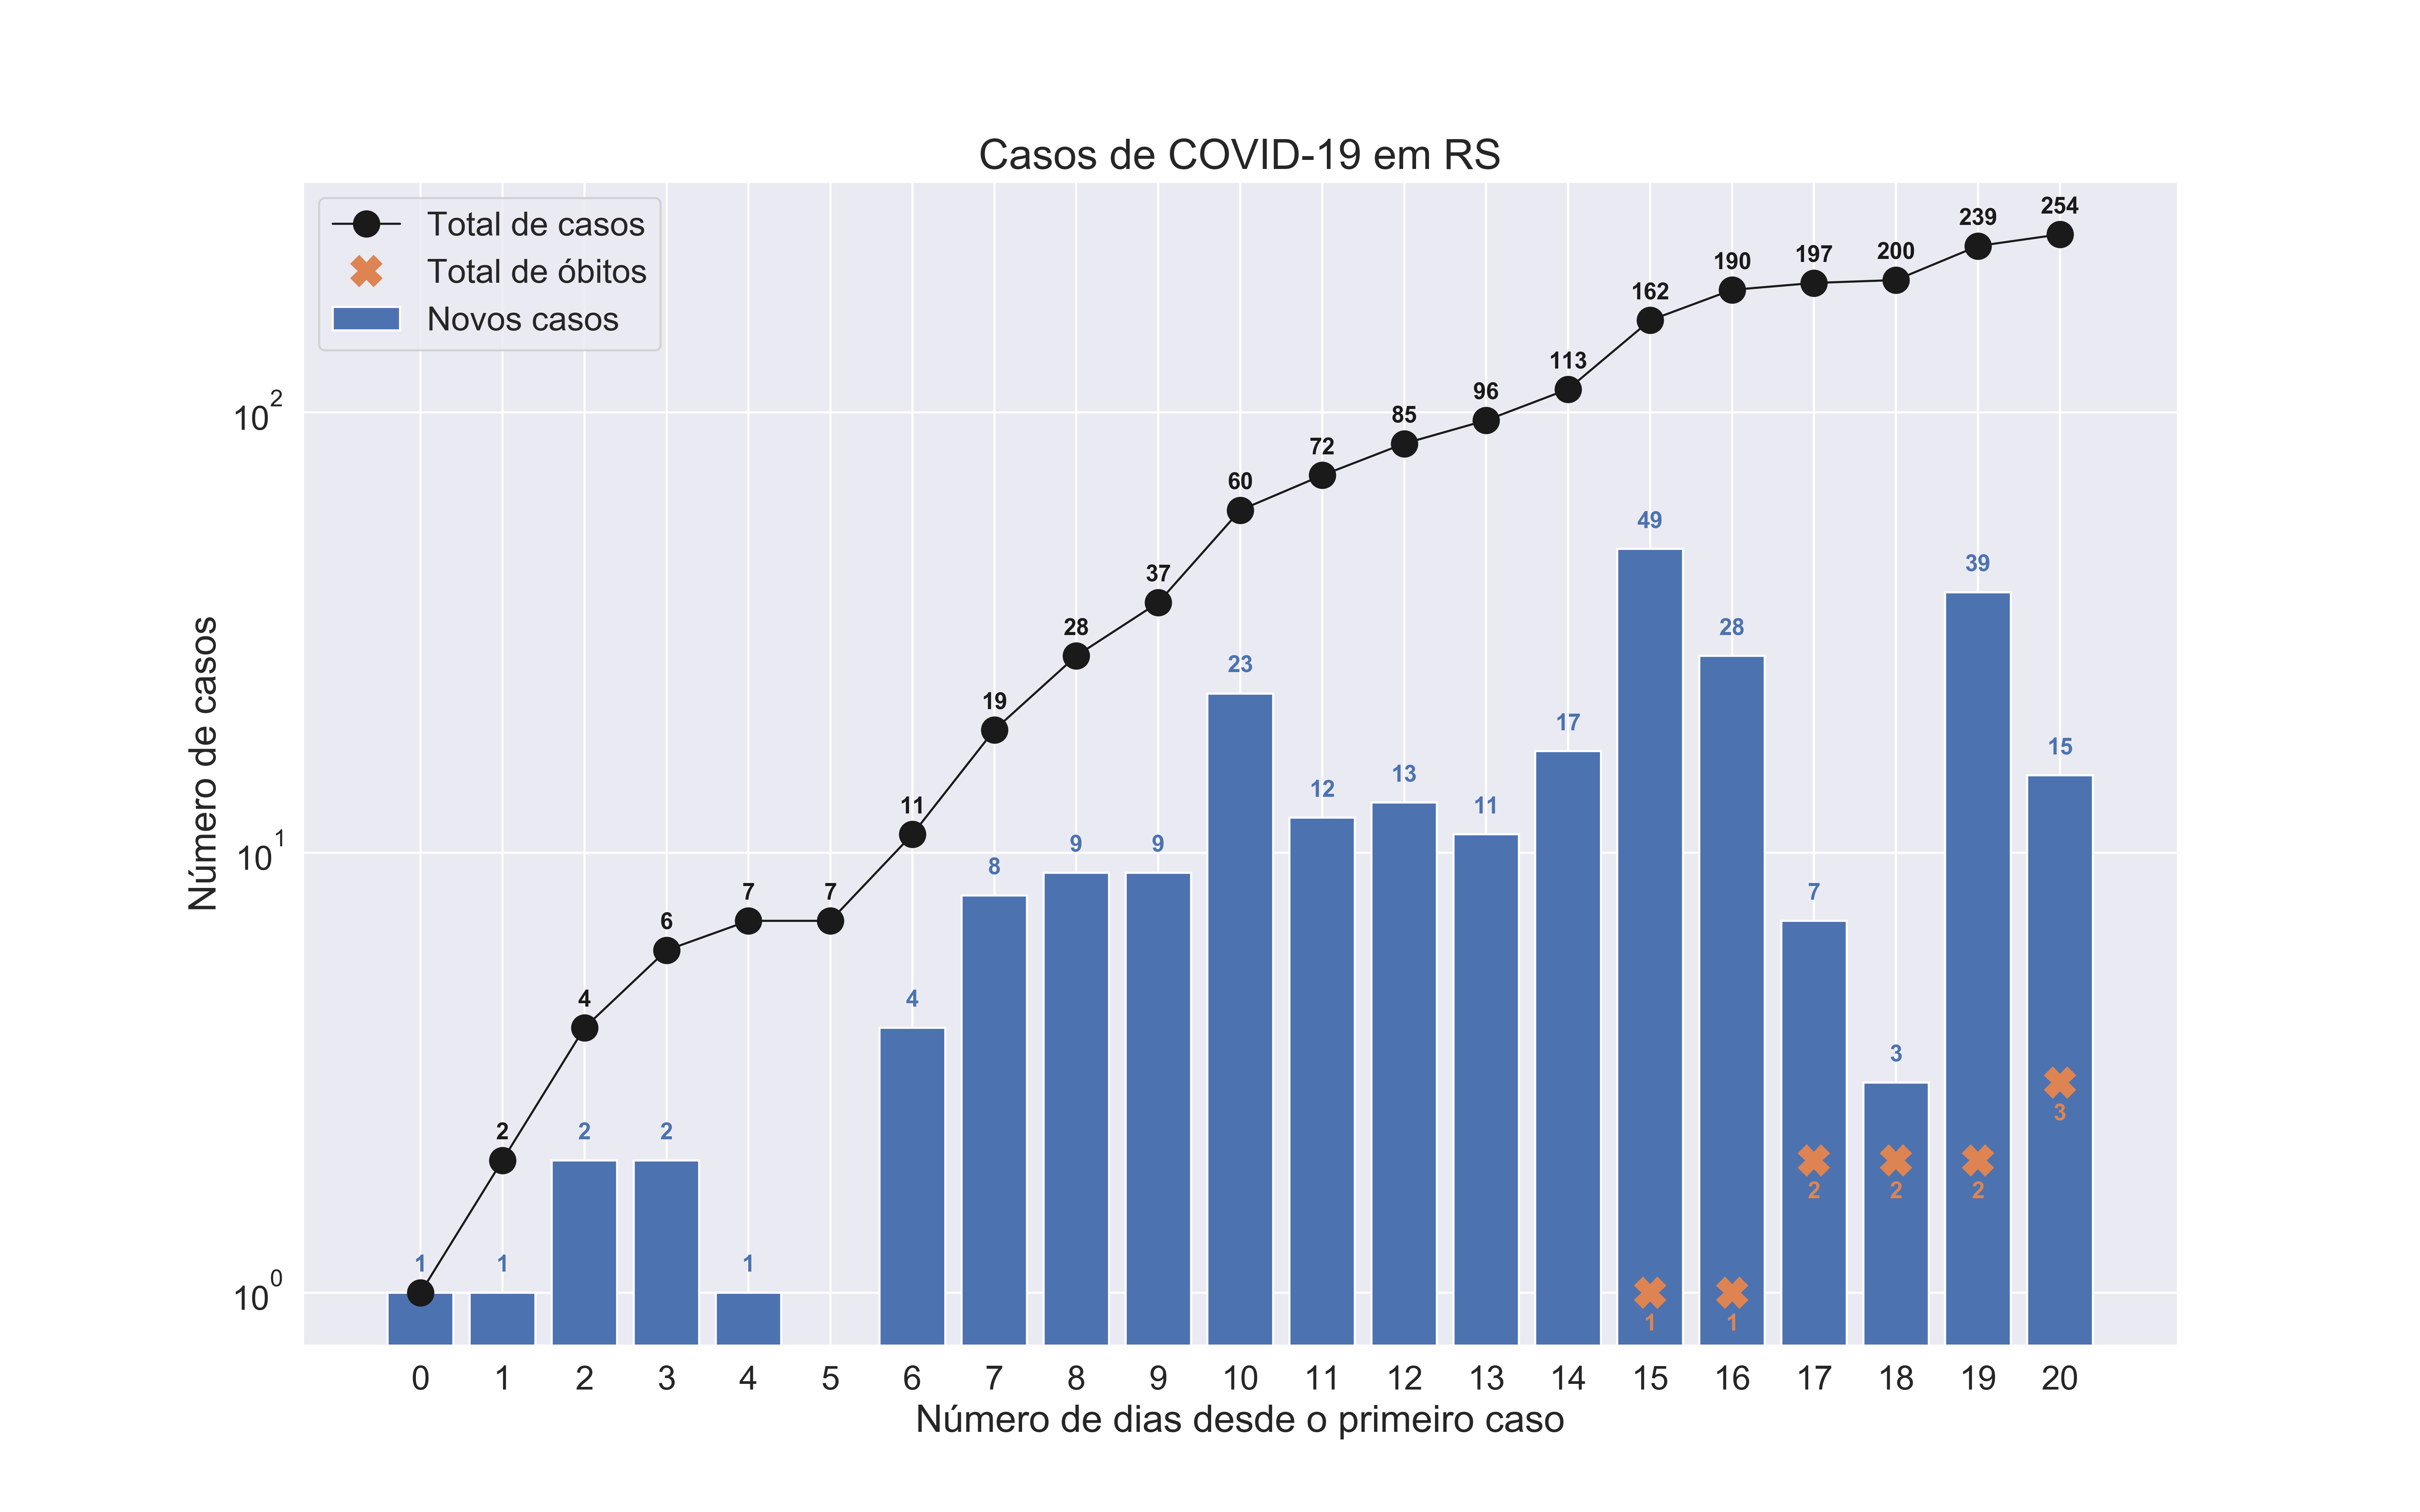 Casos de COVID-19 em RS
Total de casos
Total de óbitos
Novos casos
Número de casos
10^2
10^1
10^0
1 2 4 6 7 7 11 19 28 37 60 72 85 96 113 162 190 197 200 239 254
1 1 2 2 1 4 8 9 9 23 12 13 11 17 49 28 7 3 39 15
1 1 2 2 2 3
0 1 2 3 4 5 6 7 8 9 10 11 12 13 14 15 16 17 18 19 20
Número de dias desde o primeiro caso